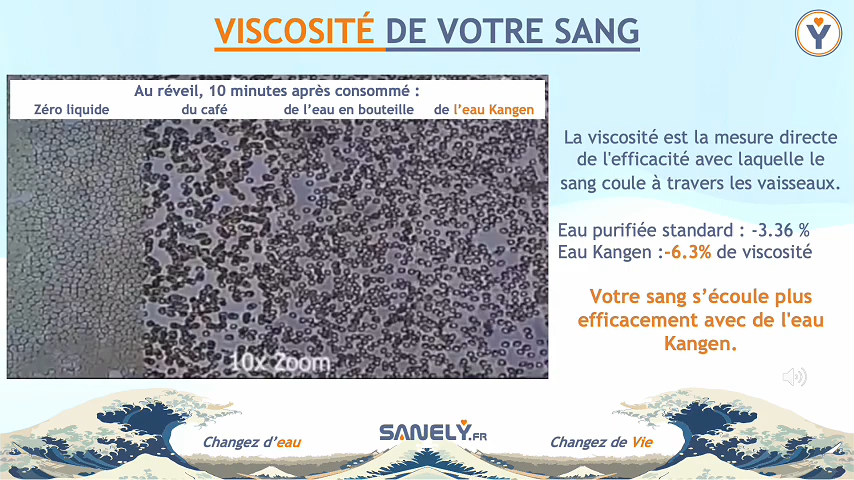 VISCOSITÉ DE VOTRE SANG
Y
Au réveil, 10 minutes après consommé :
Zéro liquide du café de l'eau en bouteille de l'eau Kangen
10x Zoom
La viscosité est la mesure directe
de l'efficacité avec laquelle le
sang coule à travers les vaisseaux.
Eau purifiée standard : -3.36 %
Eau Kangen :-6.3% de viscosité
Votre sang s'écoule plus
efficacement avec de l'eau
Kangen.
Changez d'eau
SANELY.FR
Changez de Vie